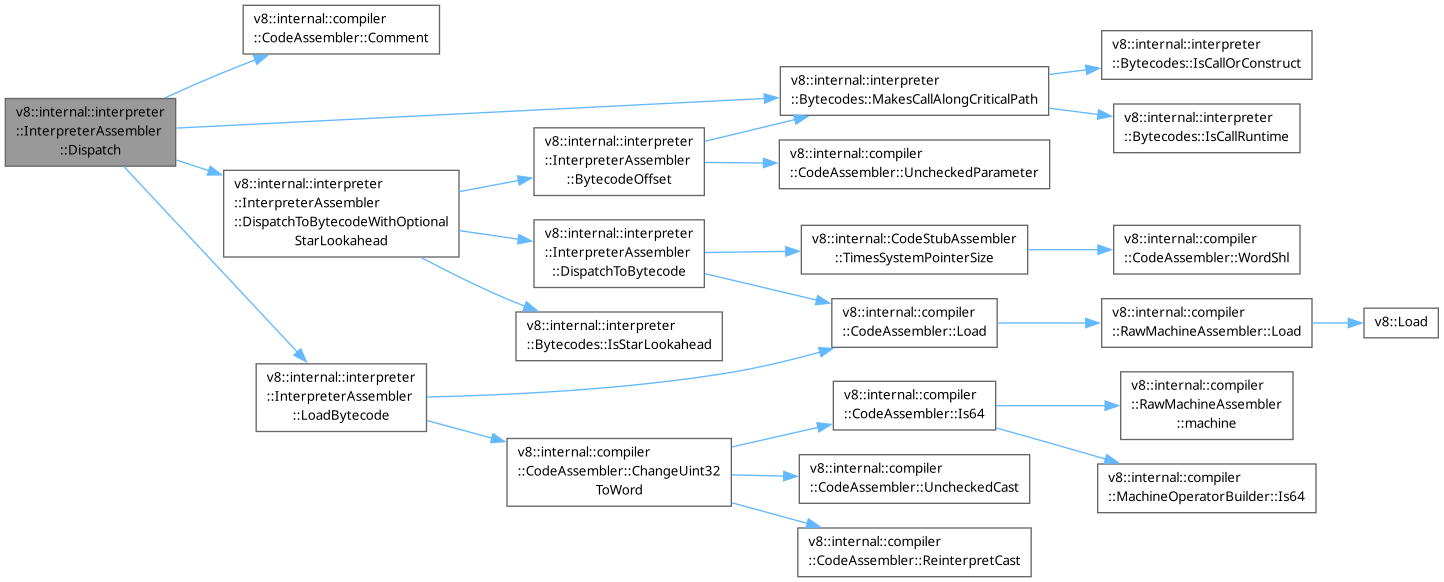 v8::internal::compiler
::CodeAssembler::Comment
v8::internal::interpreter
::InterpreterAssembler
::Dispatch
v8::internal::interpreter
::Bytecodes::MakesCallAlongCriticalPath
v8::internal::interpreter
::Bytecodes::IsCallOrConstruct
v8::internal::interpreter
::Bytecodes::IsCallRuntime
v8::internal::interpreter
::InterpreterAssembler
::BytecodeOffset
v8::internal::compiler
::CodeAssembler::UncheckedParameter
v8::internal::interpreter
::InterpreterAssembler
::DispatchToBytecodeWithOptional
StarLookahead
v8::internal::interpreter
::InterpreterAssembler
::DispatchToBytecode
v8::internal::CodeStubAssembler
::TimesSystemPointerSize
v8::internal::compiler
::CodeAssembler::WordShl
v8::internal::interpreter
::Bytecodes::IsStarLookahead
v8::internal::compiler
::CodeAssembler::Load
v8::internal::compiler
::RawMachineAssembler::Load
v8::Load
v8::internal::interpreter
::InterpreterAssembler
::LoadBytecode
v8::internal::compiler
::CodeAssembler::Is64
v8::internal::compiler
::RawMachineAssembler
::machine
v8::internal::compiler
::CodeAssembler::ChangeUint32
ToWord
v8::internal::compiler
::CodeAssembler::UncheckedCast
v8::internal::compiler
::MachineOperatorBuilder::Is64
v8::internal::compiler
::CodeAssembler::ReinterpretCast